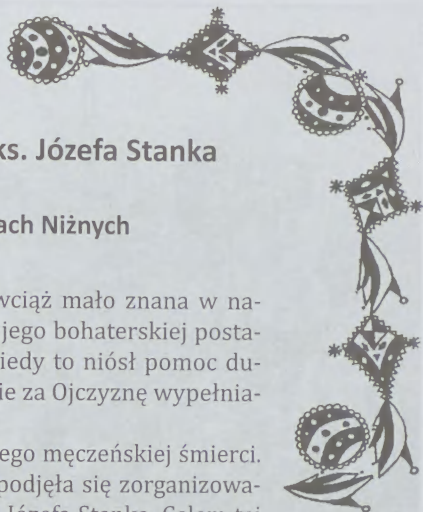 ks. Józefa Stanka
ach Niżnych
wciąż mało znana w na-
jego bohaterskiej posta-
iedy to niósł pomoc du-
ie za Ojczyznę wypełnia-
ego męczeńskiej śmierci.
podjęła się zorganizowa-
Józefa Stanka. Celem tej